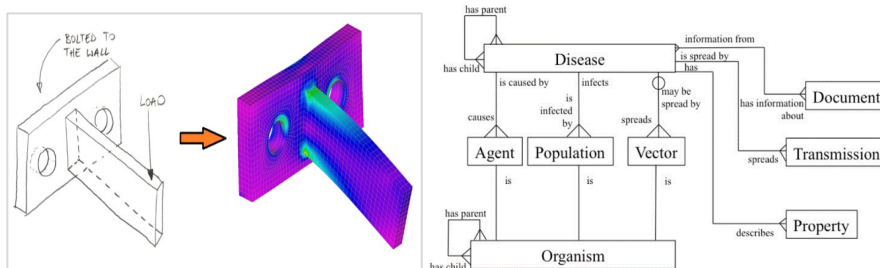 BOLTED TO
THE WALL
LOAD
has parent
Disease
has child
information from
is spread by
has
is caused by
infects
may be
spread by
is
infected
by
causes
spreads
has information
about
Document
Agent
Population
Vector
spreads
Transmission
is
is
is
has parent
Property
describes
has child
Organism